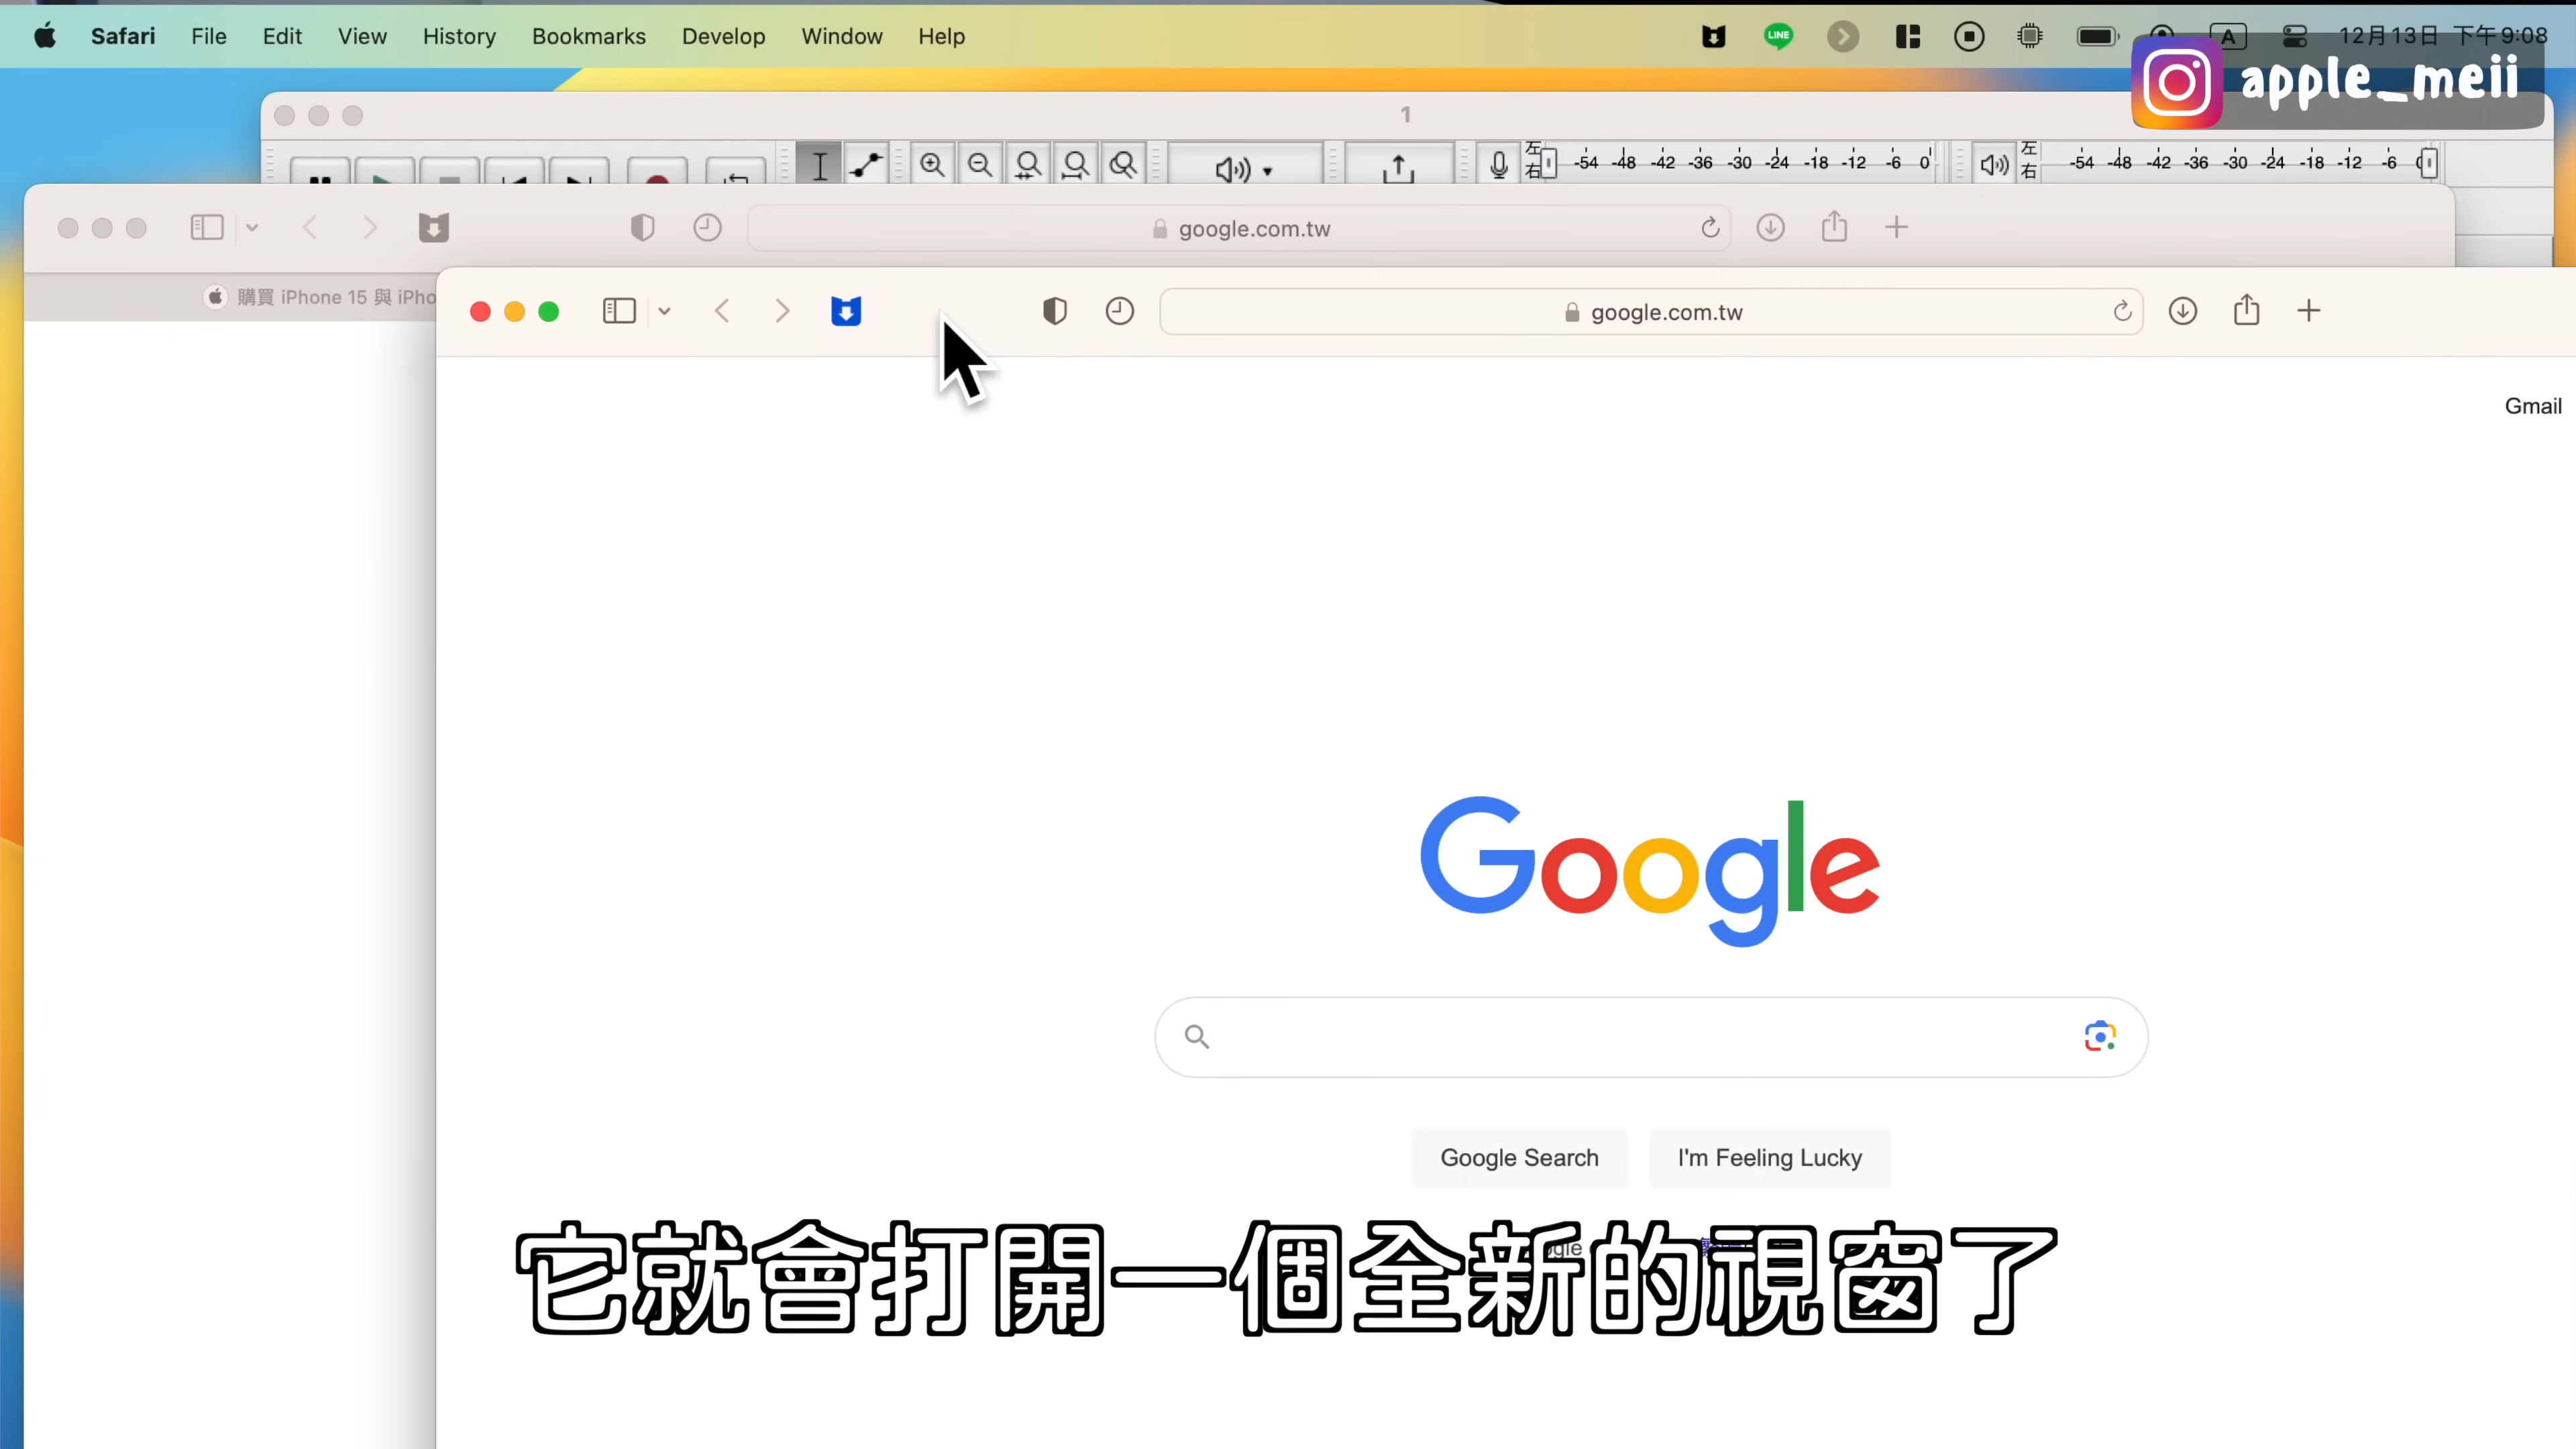 Safari File Edit View History Bookmarks Develop Window Help LINE A 12月13日 下午9:08
apple_meii
1
左 右 -54 -48 -42 -36 -30 -24 -18 -12 -6 0 左 右 -54 -48 -42 -36 -30 -24 -18 -12 -6
google.com.tw
購買 iPhone 15 與
google.com.tw
Gmail
Google
Google Search I'm Feeling Lucky
它就會打開一個全新的視窗了